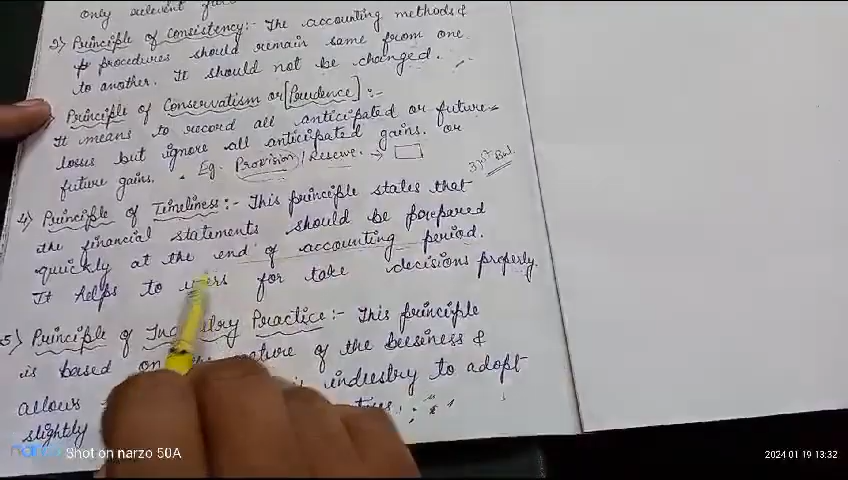 only relevant
2) Principle of Consistency:- The accounting methods &
procedures should remain same from one
to another. It should not be changed.
Principle of Conservatism or [Prudence] :-
It means to record all anticipated or future
losses but ignore all anticipated gains. or
future gains. Eg. Provision / Reserve. →
4) Principle of Timeliness:- This principle states that
the financial statements should be prepared
quickly at the end of accounting period.
It helps to users for take decisions properly.
5) Principle of Industry Practice:- This principle
is based on nature of the business &
allows industry to adopt
slightly
Shot on narzo 50A
2024 01 19 13:32